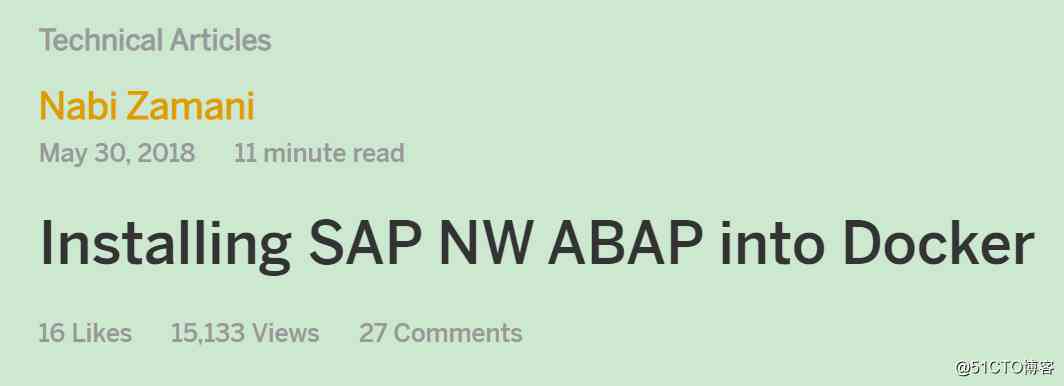 Technical Articles
Nabi Zamani
May 30, 2018 11 minute read
Installing SAP NW ABAP into Docker
16 Likes 15,133 Views 27 Comments
@51CTO博客